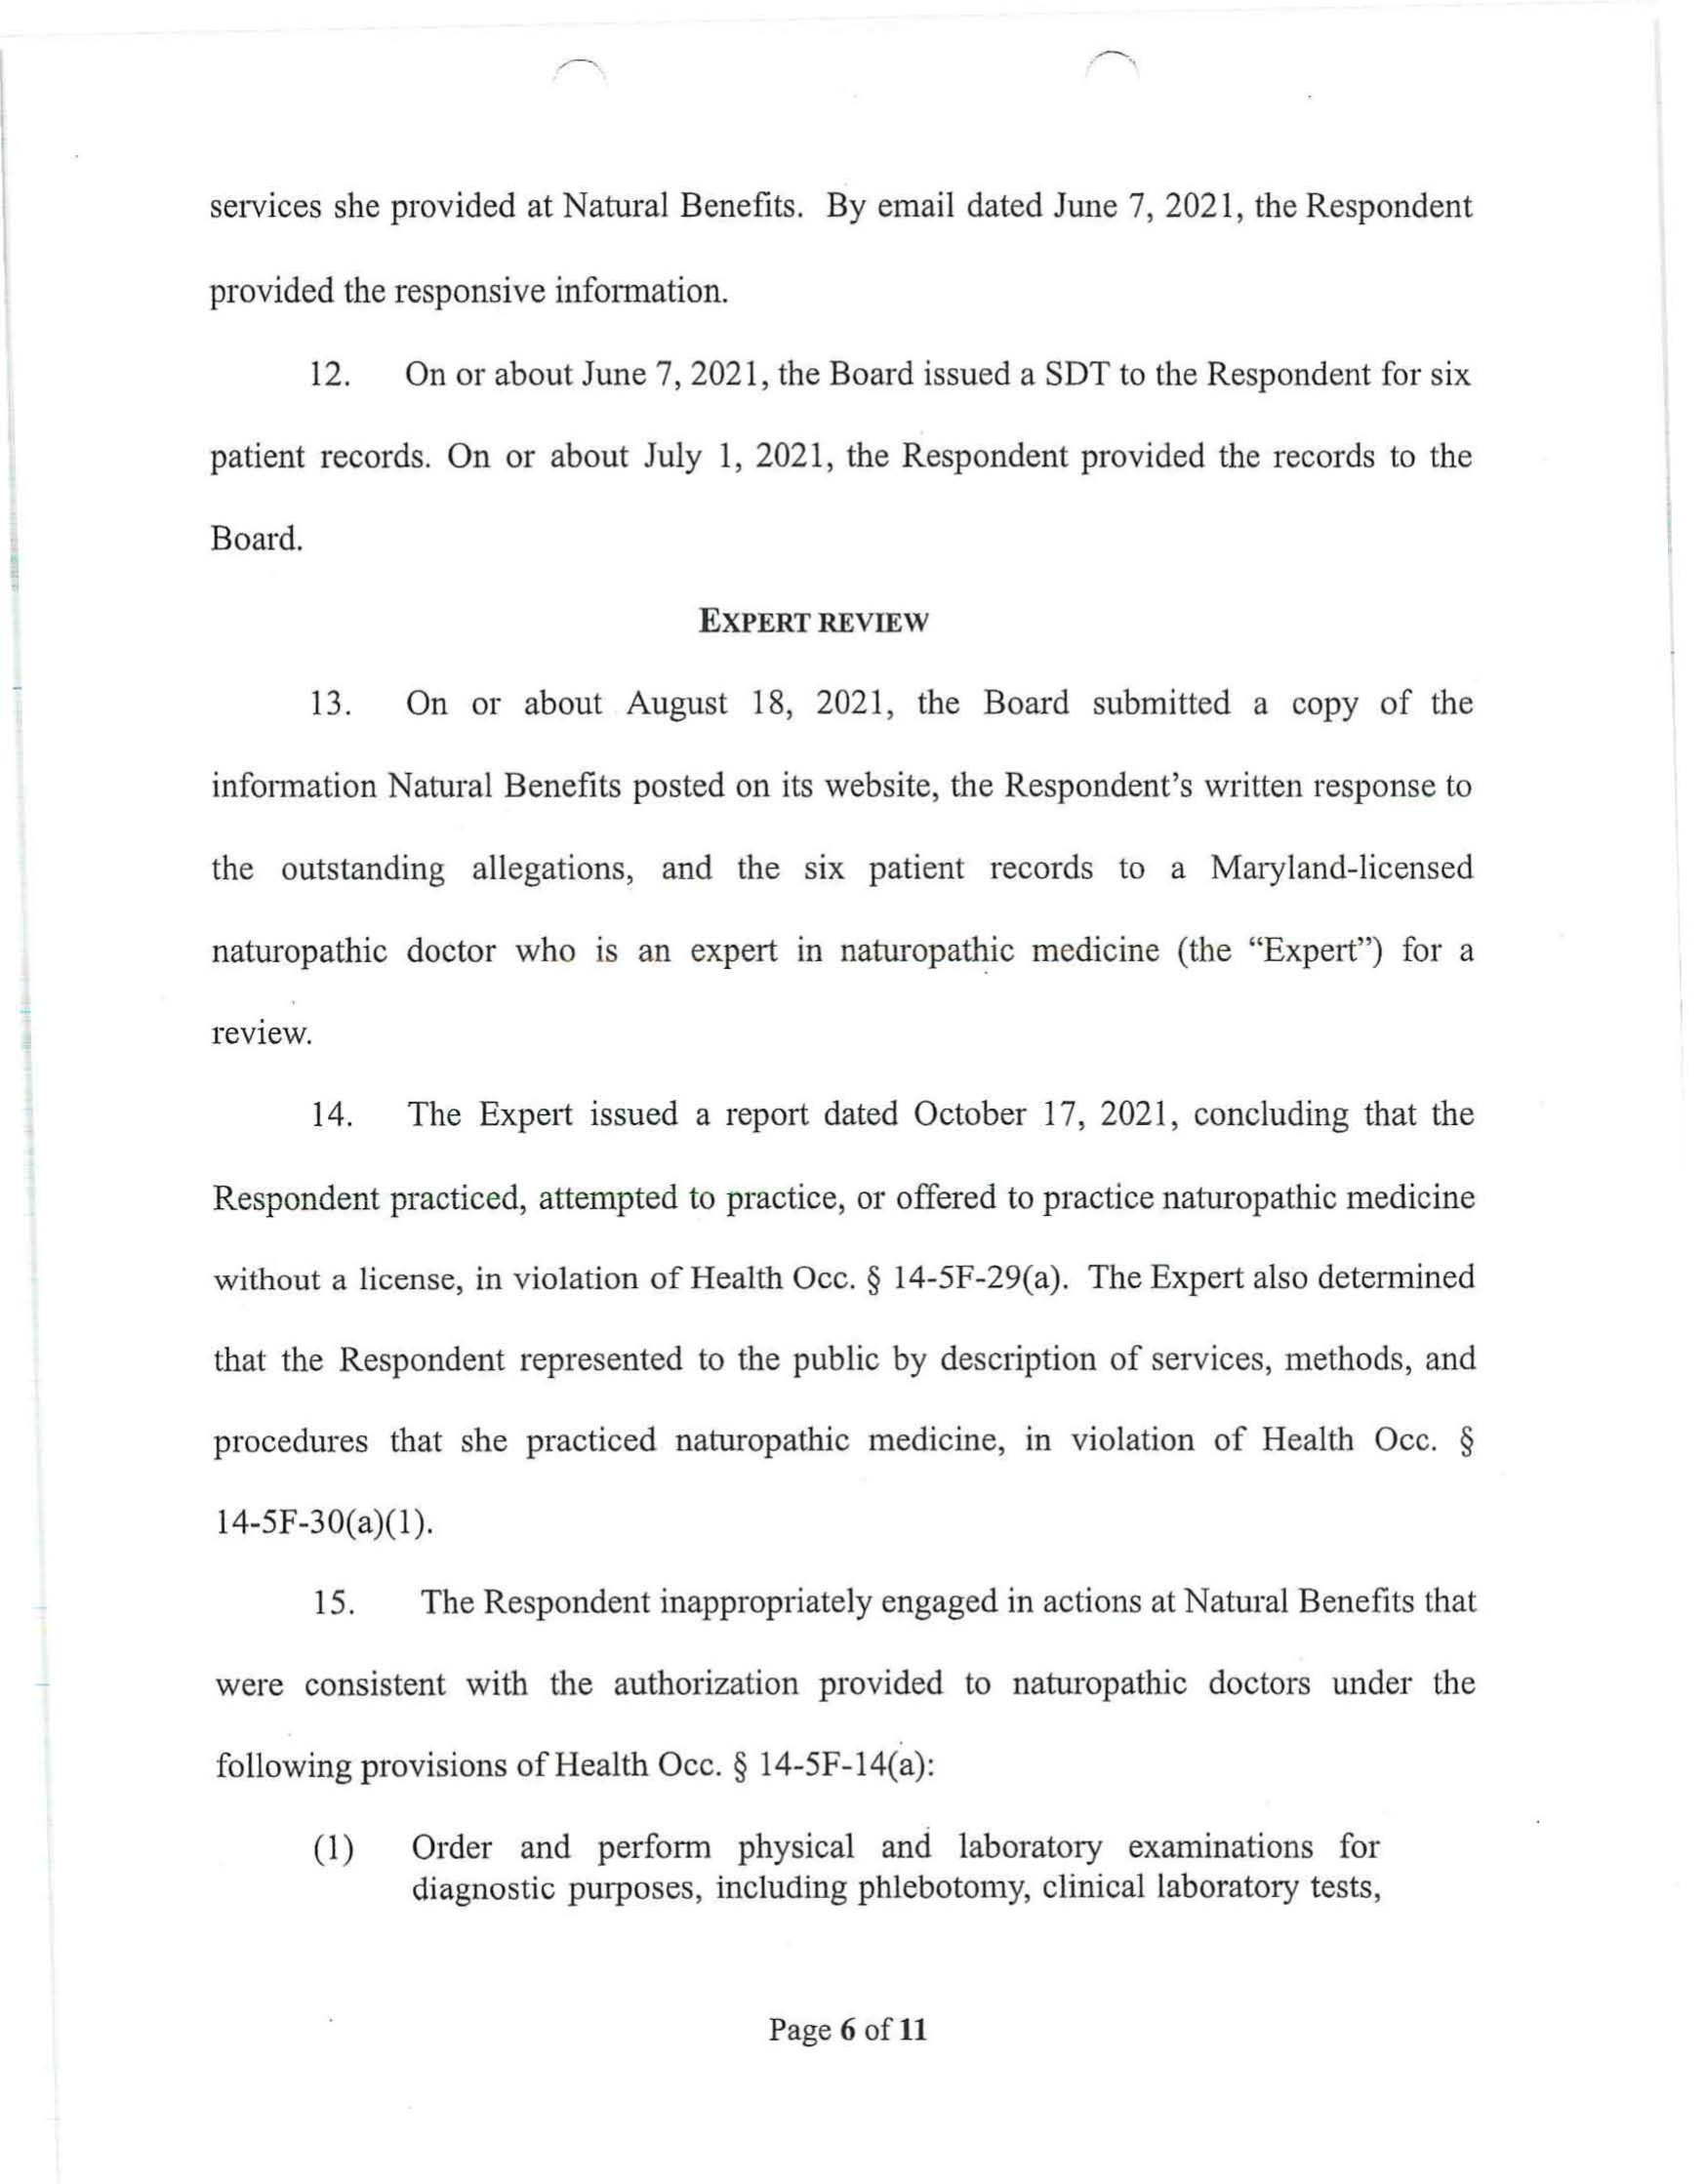 services she provided at Natural Benefits. By email dated June 7, 2021, the Respondent
provided the responsive information.
12. On or about June 7, 2021, the Board issued a SDT to the Respondent for six
patient records. On or about July 1, 2021, the Respondent provided the records to the
Board.
EXPERT REVIEW
13. On or about August 18, 2021, the Board submitted a copy of the
information Natural Benefits posted on its website, the Respondent's written response to
the outstanding allegations, and the six patient records to a Maryland-licensed
naturopathic doctor who is an expert in naturopathic medicine (the “Expert”) for a
review.
14. The Expert issued a report dated October 17, 2021, concluding that the
Respondent practiced, attempted to practice, or offered to practice naturopathic medicine
without a license, in violation of Health Occ. § 14-5F-29(a). The Expert also determined
that the Respondent represented to the public by description of services, methods, and
procedures that she practiced naturopathic medicine, in violation of Health Occ. §
14-5F-30(a)(1).
15. The Respondent inappropriately engaged in actions at Natural Benefits that
were consistent with the authorization provided to naturopathic doctors under the
following provisions of Health Occ. § 14-5F-14(a):
(1) Order and perform physical and laboratory examinations for
diagnostic purposes, including phlebotomy, clinical laboratory tests,
Page 6 of 11